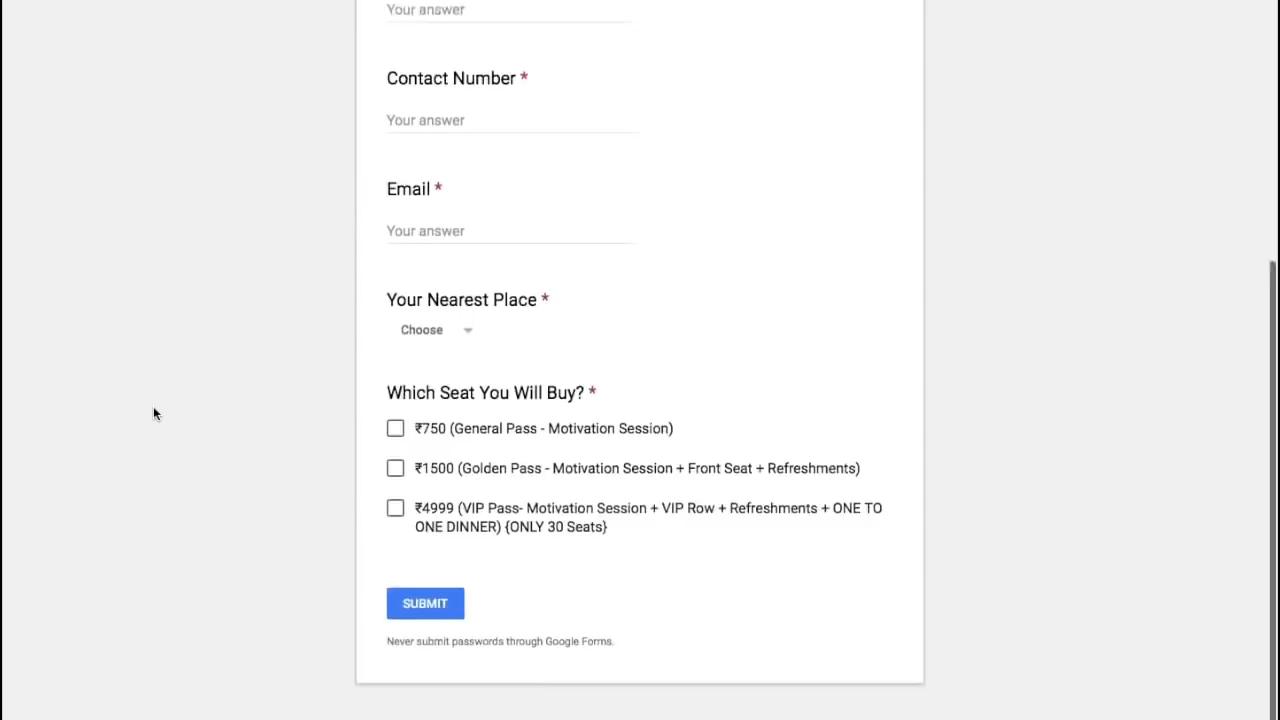 Your answer
Contact Number *
Your answer
Email *
Your answer
Your Nearest Place *
Choose
Which Seat You Will Buy? *
₹750 (General Pass - Motivation Session)
₹1500 (Golden Pass - Motivation Session + Front Seat + Refreshments)
₹4999 (VIP Pass- Motivation Session + VIP Row + Refreshments + ONE TO
ONE DINNER) {ONLY 30 Seats}
SUBMIT
Never submit passwords through Google Forms.